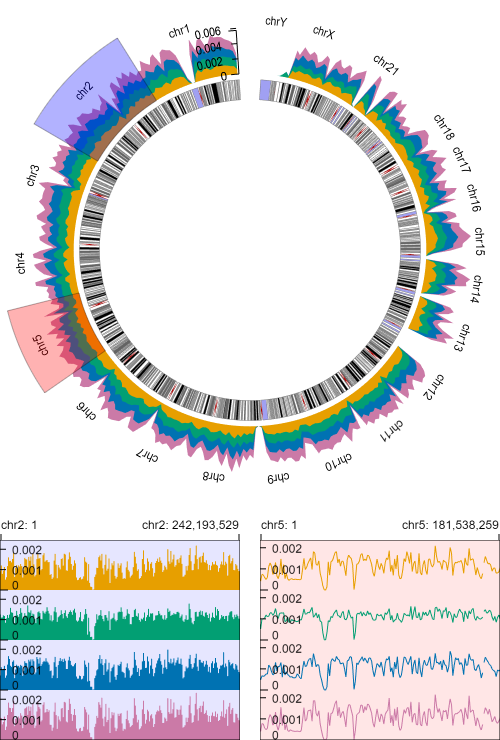 chrY
chrX
chr21
chr18
chr17
chr16
chr15
chr14
chr13
chr12
chr11
chr10
chr9
chr8
chr7
chr6
chr5
chr4
chr3
chr2
chr1
0.006
0.004
0.002
0
chr2: 1
chr2: 242,193,529
chr5: 1
chr5: 181,538,259
0.002
0.001
0
0.002
0.001
0
0.002
0.001
0
0.002
0.001
0
0.002
0.001
0
0.002
0.001
0
0.002
0.001
0
0.002
0.001
0